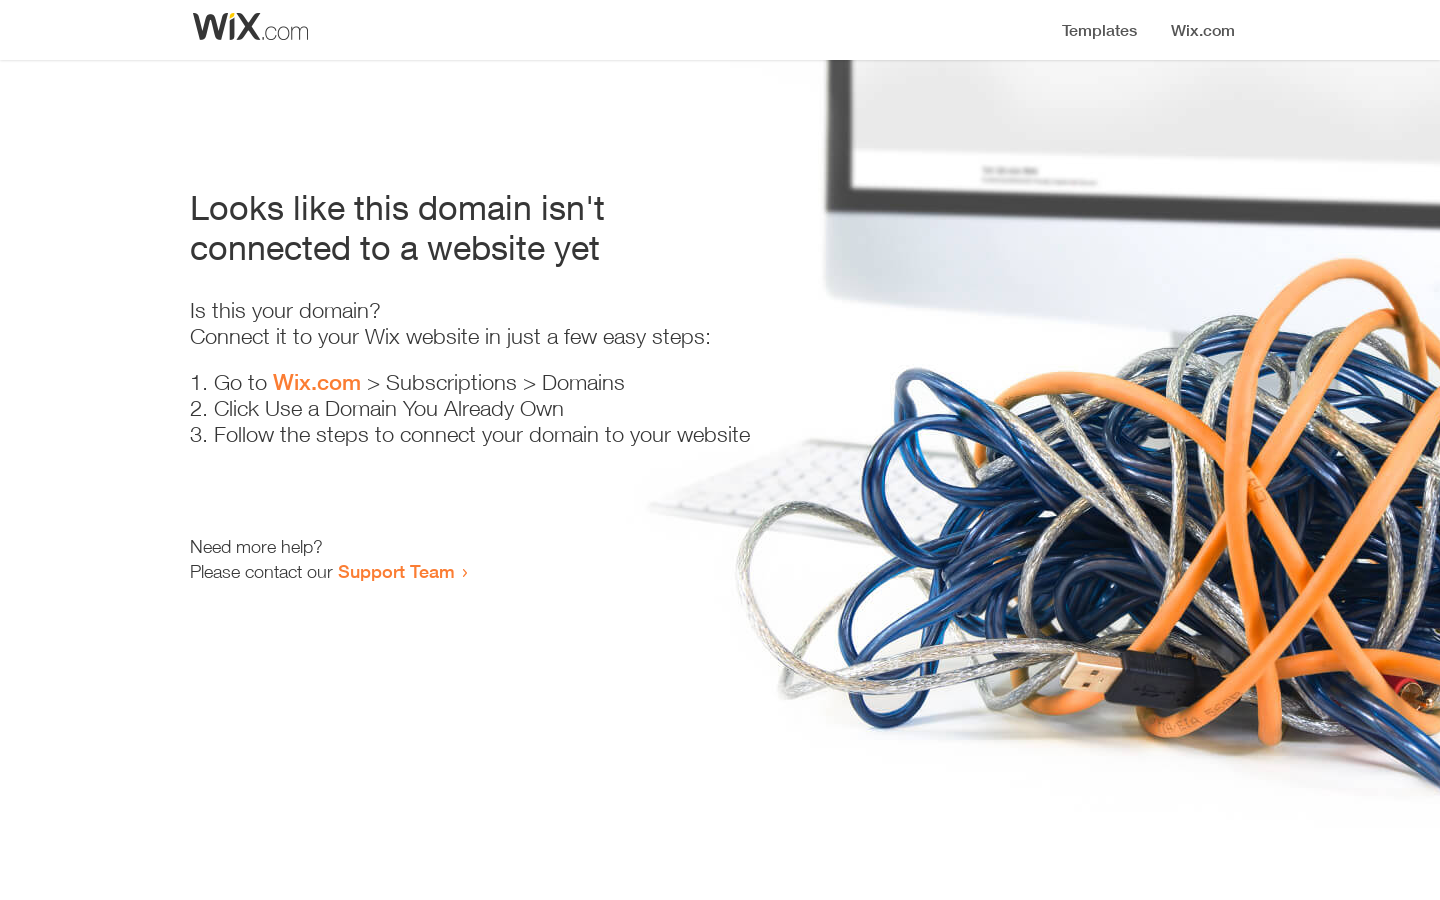 WiX.com
Templates
Wix.com
Looks like this domain isn't
connected to a website yet
Is this your domain?
Connect it to your Wix website in just a few easy steps:
1. Go to Wix.com > Subscriptions > Domains
2. Click Use a Domain You Already Own
3. Follow the steps to connect your domain to your website
Need more help?
Please contact our Support Team ›